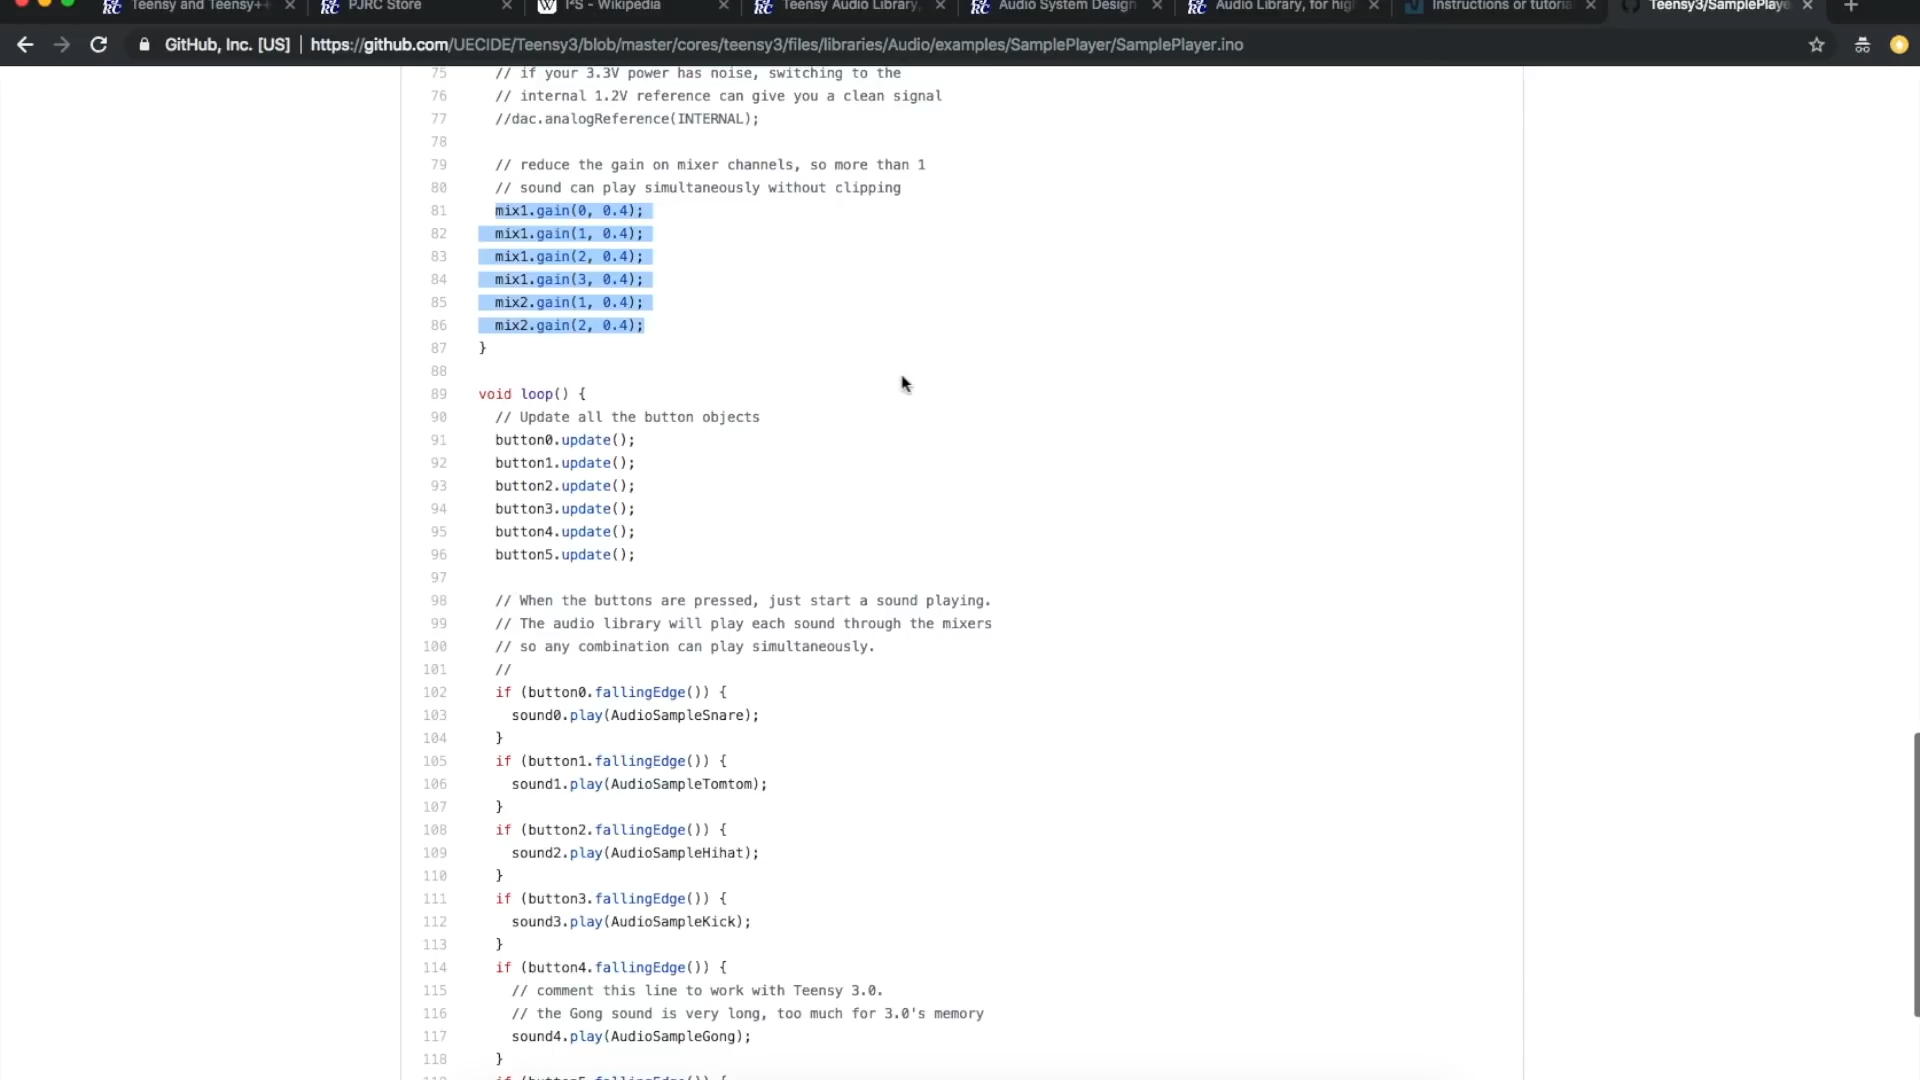 Teensy and Teensy++
PJRC Store
I²S - Wikipedia
Teensy Audio Library,
Audio System Design
Audio Library, for hig
Instructions or tutoria
Teensy3/SamplePlaye
GitHub, Inc. [US] | https://github.com/UECIDE/Teensy3/blob/master/cores/teensy3/files/libraries/Audio/examples/SamplePlayer/SamplePlayer.ino
75 // if your 3.3V power has noise, switching to the
76 // internal 1.2V reference can give you a clean signal
77 //dac.analogReference(INTERNAL);
78
79 // reduce the gain on mixer channels, so more than 1
80 // sound can play simultaneously without clipping
81 mix1.gain(0, 0.4);
82 mix1.gain(1, 0.4);
83 mix1.gain(2, 0.4);
84 mix1.gain(3, 0.4);
85 mix2.gain(1, 0.4);
86 mix2.gain(2, 0.4);
87 }
88
89 void loop() {
90 // Update all the button objects
91 button0.update();
92 button1.update();
93 button2.update();
94 button3.update();
95 button4.update();
96 button5.update();
97
98 // When the buttons are pressed, just start a sound playing.
99 // The audio library will play each sound through the mixers
100 // so any combination can play simultaneously.
101 //
102 if (button0.fallingEdge()) {
103 sound0.play(AudioSampleSnare);
104 }
105 if (button1.fallingEdge()) {
106 sound1.play(AudioSampleTomtom);
107 }
108 if (button2.fallingEdge()) {
109 sound2.play(AudioSampleHihat);
110 }
111 if (button3.fallingEdge()) {
112 sound3.play(AudioSampleKick);
113 }
114 if (button4.fallingEdge()) {
115 // comment this line to work with Teensy 3.0.
116 // the Gong sound is very long, too much for 3.0's memory
117 sound4.play(AudioSampleGong);
118 }
119 if (button5.fallingEdge()) {